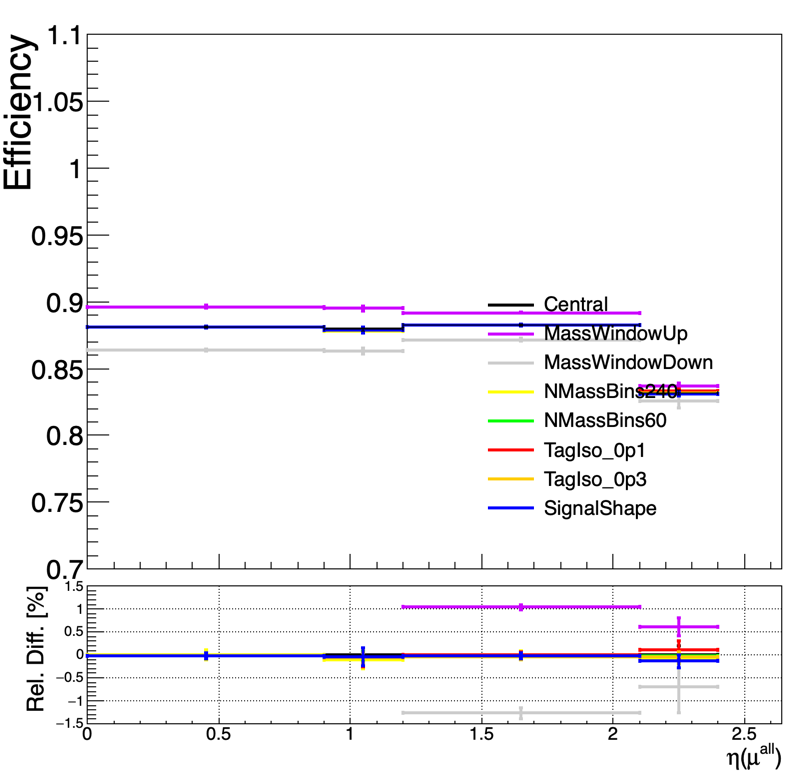 Efficiency
1.1
1.05
1
0.95
0.9
0.85
0.8
0.75
0.7
Central
MassWindowUp
MassWindowDown
NMassBins240
NMassBins60
TagIso_0p1
TagIso_0p3
SignalShape
Rel. Diff. [%]
1.5
1
0.5
0
−0.5
−1
−1.5
0 0.5 1 1.5 2 2.5
η(μall)